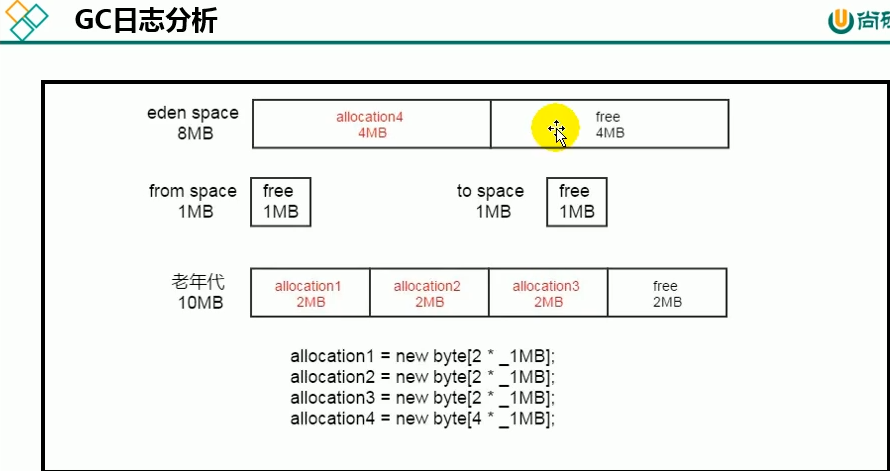 GC日志分析
尚
eden space
8MB
allocation4
4MB
free
4MB
from space
1MB
free
1MB
to space
1MB
free
1MB
老年代
10MB
allocation1
2MB
allocation2
2MB
allocation3
2MB
free
2MB
allocation1 = new byte[2 * _1MB];
allocation2 = new byte[2 * _1MB];
allocation3 = new byte[2 * _1MB];
allocation4 = new byte[4 * _1MB];